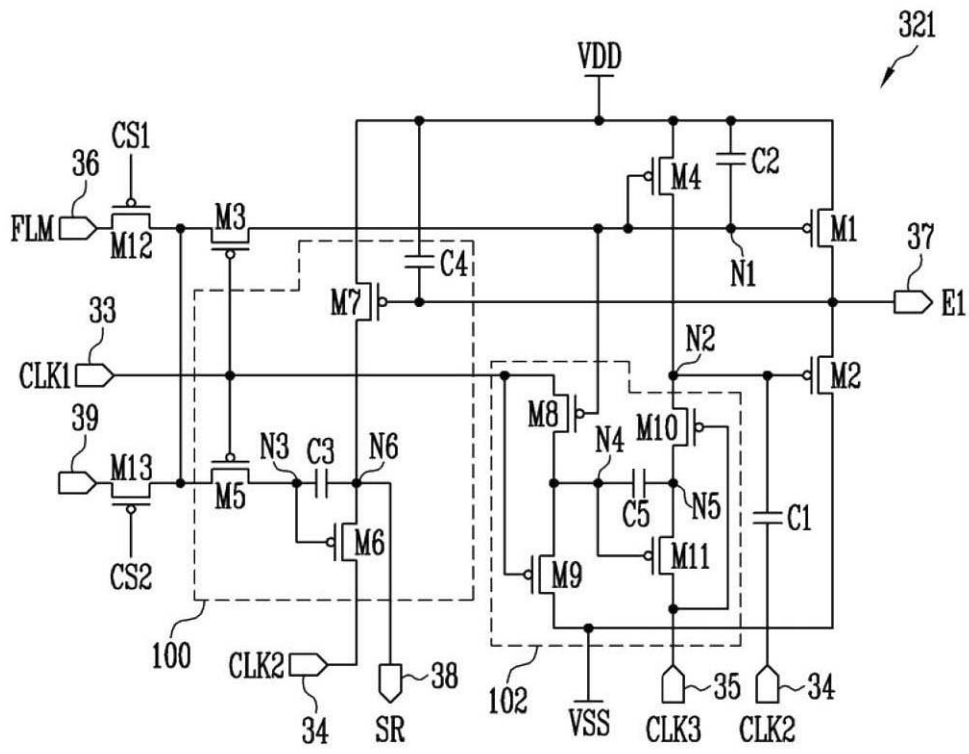 321
VDD
CS1
36
FLM
M12
M3
M4
C2
M1
37
N1
E1
C4
M7
33
CLK1
N2
M2
M8
M10
39
M13
N3
C3
N6
N4
C5
N5
C1
M5
M6
M9
M11
CS2
100
CLK2
34
38
SR
102
VSS
35
CLK3
34
CLK2